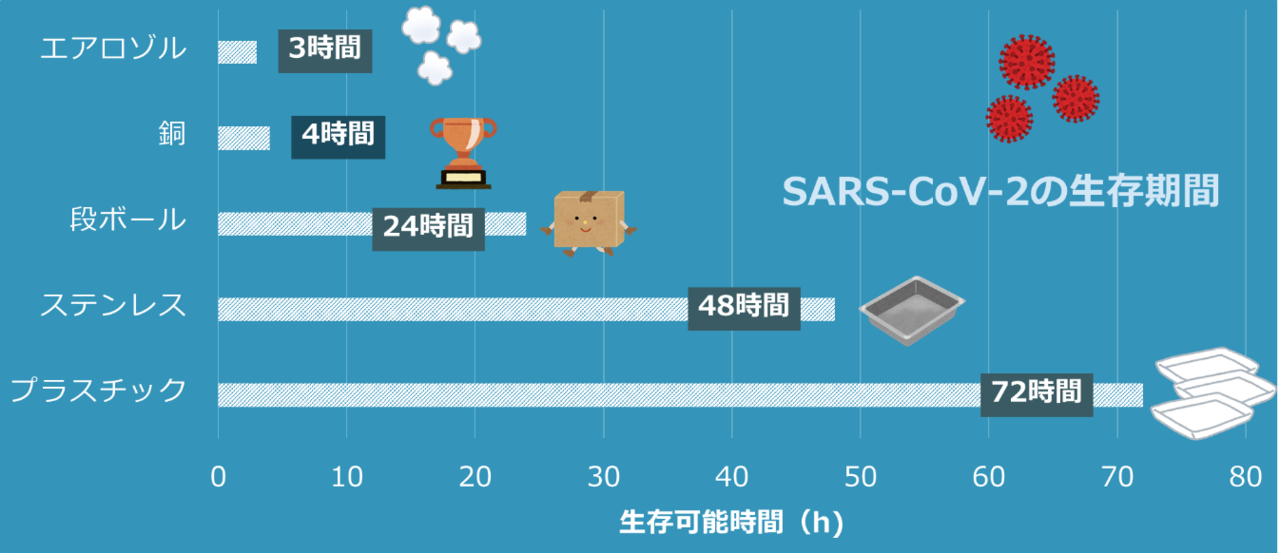 エアロゾル 3時間
銅 4時間
SARS-CoV-2の生存期間
段ボール 24時間
ステンレス 48時間
プラスチック 72時間
0 10 20 30 40 50 60 70 80
生存可能時間（h）